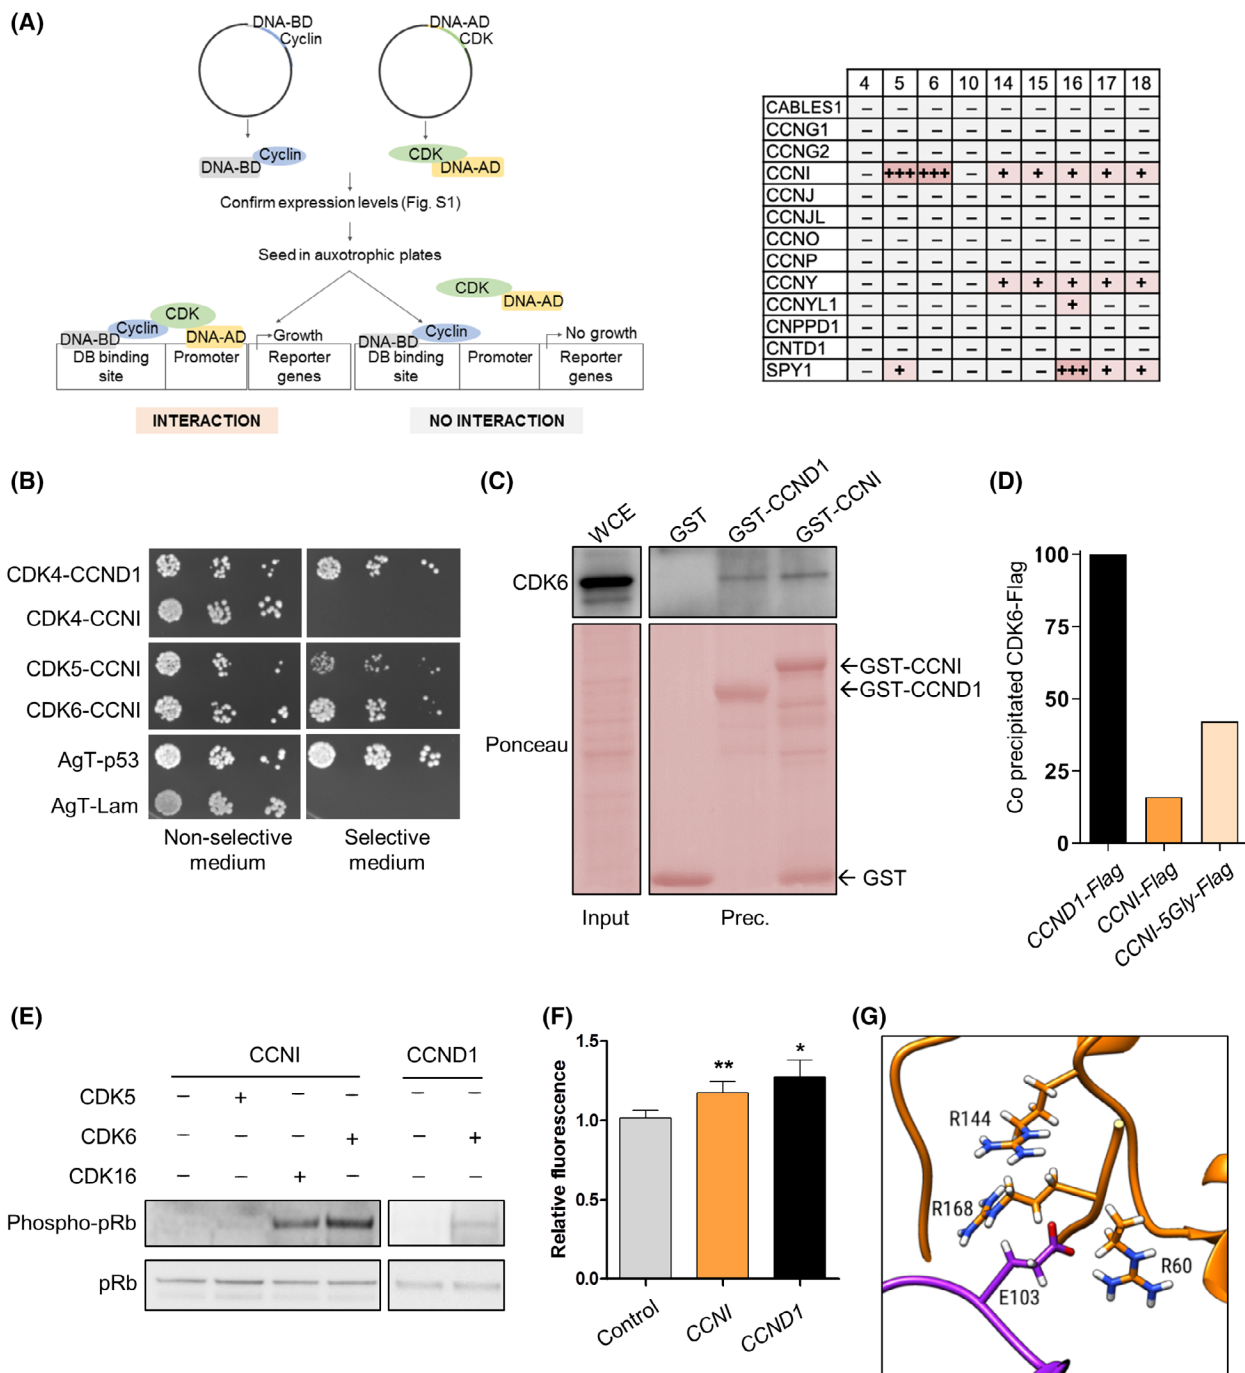 (A)
DNA-BD
Cyclin
DNA-AD
CDK
DNA-BD
Cyclin
CDK
DNA-AD
Confirm expression levels (Fig. S1)
Seed in auxotrophic plates
DNA-BD
Cyclin
CDK
DNA-AD
Growth
DB binding site
Promoter
Reporter genes
INTERACTION
CDK
DNA-AD
DNA-BD
Cyclin
No growth
DB binding site
Promoter
Reporter genes
NO INTERACTION
4 5 6 10 14 15 16 17 18
CABLES1 – – – – – – – – –
CCNG1 – – – – – – – – –
CCNG2 – – – – – – – – –
CCNI – +++ +++ – + + + + +
CCNJ – – – – – – – – –
CCNJL – – – – – – – – –
CCNO – – – – – – – – –
CCNP – – – – – – – – –
CCNY – – – – + + + + +
CCNYL1 – – – – – – + – –
CNPPD1 – – – – – – – – –
CNTD1 – – – – – – – – –
SPY1 – + – – – – +++ + +
(B)
CDK4-CCND1
CDK4-CCNI
CDK5-CCNI
CDK6-CCNI
AgT-p53
AgT-Lam
Non-selective medium
Selective medium
(C)
WCE
GST
GST-CCND1
GST-CCNI
CDK6
Ponceau
←GST-CCNI
←GST-CCND1
← GST
Input
Prec.
(D)
Co precipitated CDK6-Flag
100
75
50
25
0
CCND1-Flag
CCNI-Flag
CCNI-5Gly-Flag
(E)
CCNI
CCND1
CDK5 – + – – – –
CDK6 – – – + – +
CDK16 – – + – – –
Phospho-pRb
pRb
(F)
Relative fluorescence
1.5
1.0
0.5
0.0
**
*
Control
CCNI
CCND1
(G)
R144
R168
R60
E103